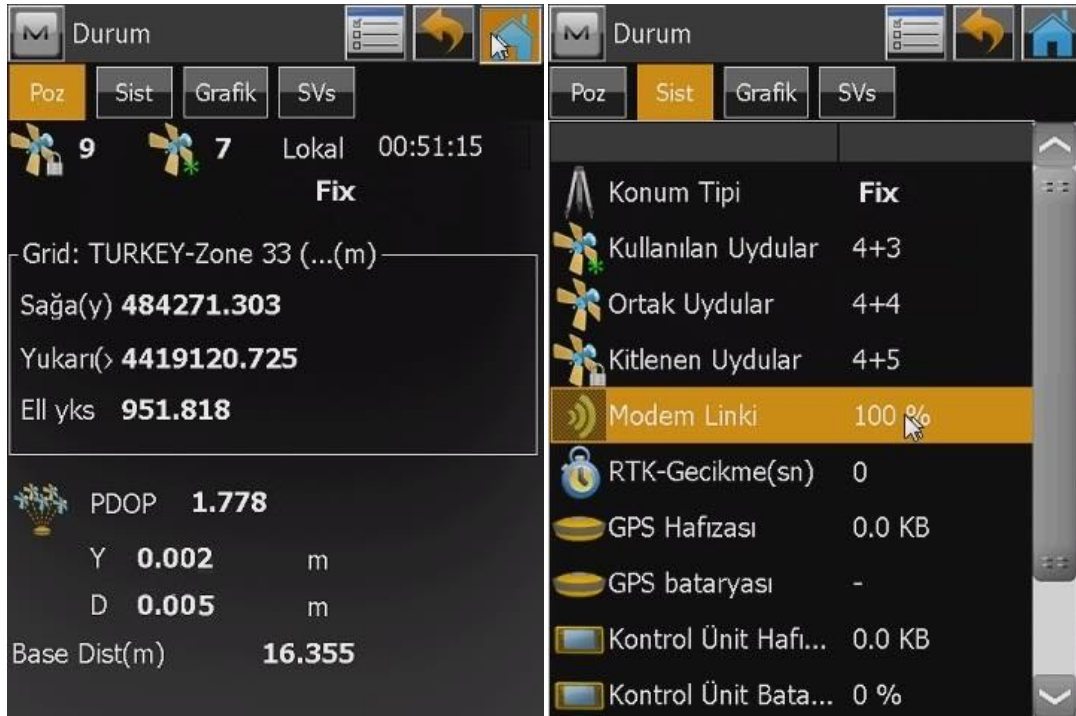 Durum
Poz Sist Grafik SVs
9 7 Lokal 00:51:15
Fix
Grid: TURKEY-Zone 33 (...(m)
Sağa(y) 484271.303
Yukarı(› 4419120.725
Ell yks 951.818
PDOP 1.778
Y 0.002 m
D 0.005 m
Base Dist(m) 16.355
Durum
Poz Sist Grafik SVs
Konum Tipi Fix
Kullanılan Uydular 4+3
Ortak Uydular 4+4
Kitlenen Uydular 4+5
Modem Linki 100 %
RTK-Gecikme(sn) 0
GPS Hafızası 0.0 KB
GPS bataryası -
Kontrol Ünit Hafı... 0.0 KB
Kontrol Ünit Bata... 0 %